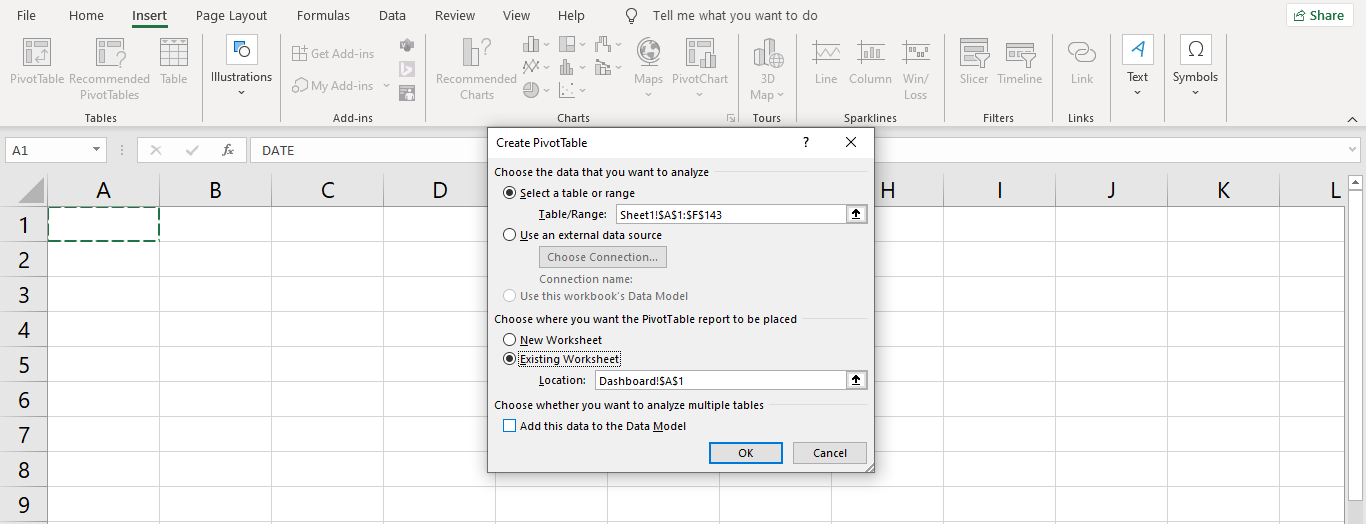 File Home Insert Page Layout Formulas Data Review View Help Tell me what you want to do Share
PivotTable Recommended PivotTables Table Illustrations Get Add-ins My Add-ins Recommended Charts Maps PivotChart 3D Map Line Column Win/Loss Slicer Timeline Link Text Symbols
Tables Add-ins Charts Tours Sparklines Filters Links
A1 fx DATE
A B C D H I J K L
1
2
3
4
5
6
7
8
9
Create PivotTable ?
Choose the data that you want to analyze
Select a table or range
Table/Range: Sheet1!$A$1:$F$143
Use an external data source
Choose Connection...
Connection name:
Use this workbook's Data Model
Choose where you want the PivotTable report to be placed
New Worksheet
Existing Worksheet
Location: Dashboard!$A$1
Choose whether you want to analyze multiple tables
Add this data to the Data Model
OK Cancel